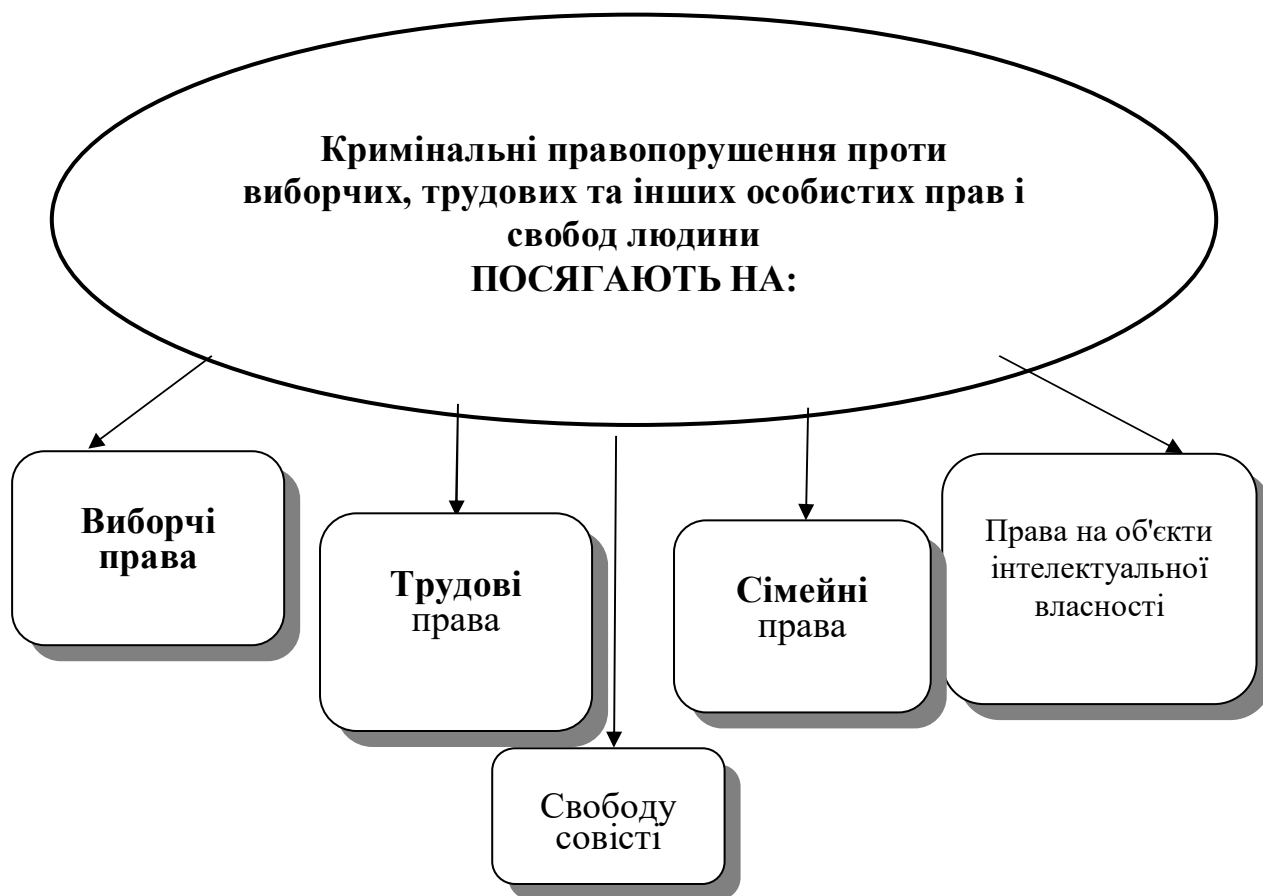 Кримінальні правопорушення проти
виборчих, трудових та інших особистих прав і
свобод людини
ПОСЯГАЮТЬ НА:
Виборчі
права
Трудові
права
Сімейні
права
Права на об'єкти
інтелектуальної
власності
Свободу
совісті